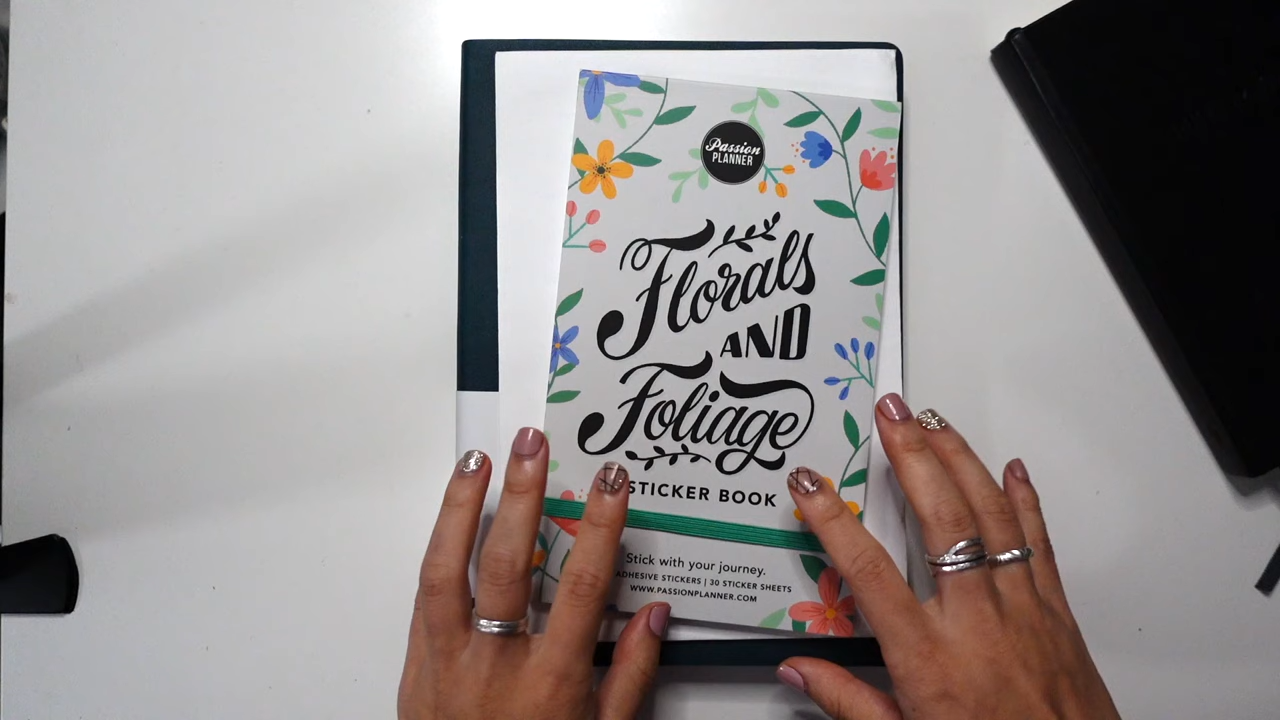 Passion
PLANNER
Florals
AND
Foliage
STICKER BOOK
Stick with your journey.
ADHESIVE STICKERS | 30 STICKER SHEETS
WWW.PASSIONPLANNER.COM